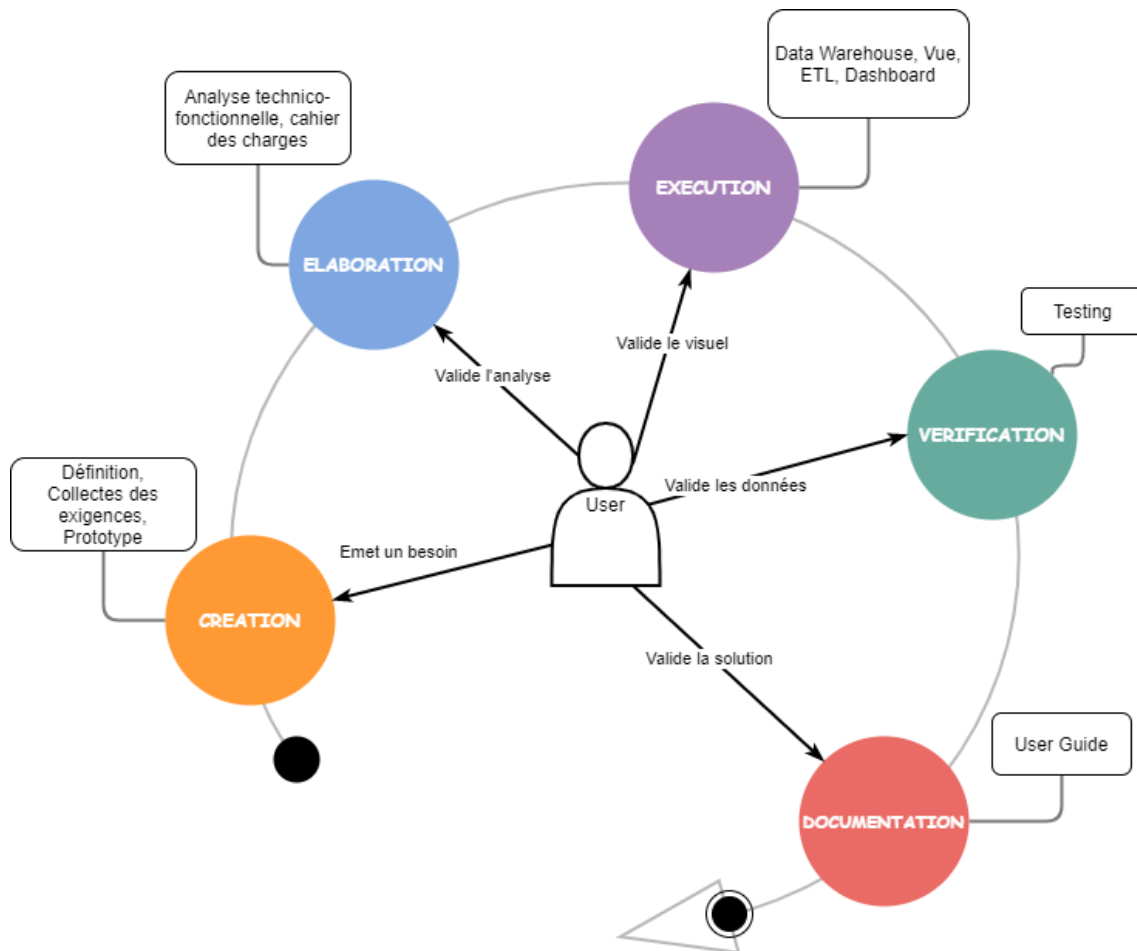 Data Warehouse, Vue,
ETL, Dashboard
Analyse technico-
fonctionnelle, cahier
des charges
EXECUTION
ELABORATION
Testing
Valide le visuel
Valide l'analyse
VERIFICATION
Définition,
Collectes des
exigences,
Prototype
Valide les données
User
Emet un besoin
CREATION
Valide la solution
User Guide
DOCUMENTATION